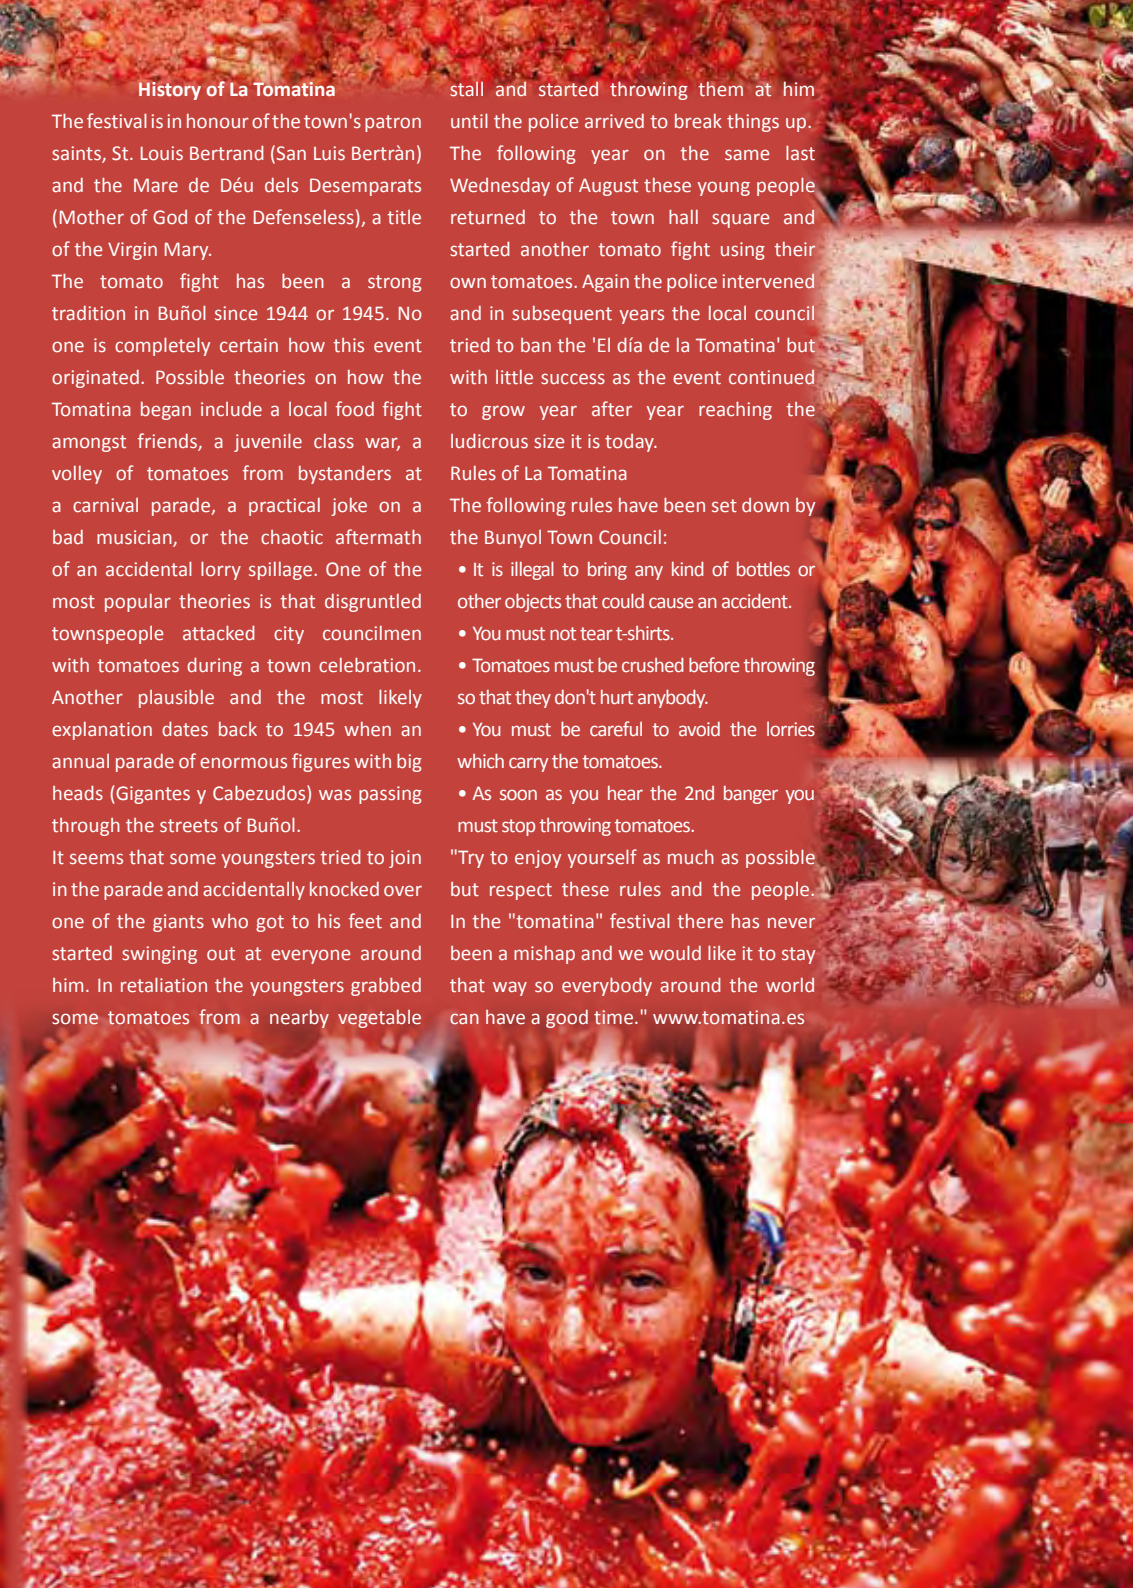 History of La Tomatina
The festival is in honour of the town's patron
saints, St. Louis Bertrand (San Luis Bertràn)
and the Mare de Déu dels Desemparats
(Mother of God of the Defenseless), a title
of the Virgin Mary.
The tomato fight has been a strong
tradition in Buñol since 1944 or 1945. No
one is completely certain how this event
originated. Possible theories on how the
Tomatina began include a local food fight
amongst friends, a juvenile class war, a
volley of tomatoes from bystanders at
a carnival parade, a practical joke on a
bad musician, or the chaotic aftermath
of an accidental lorry spillage. One of the
most popular theories is that disgruntled
townspeople attacked city councilmen
with tomatoes during a town celebration.
Another plausible and the most likely
explanation dates back to 1945 when an
annual parade of enormous figures with big
heads (Gigantes y Cabezudos) was passing
through the streets of Buñol.
It seems that some youngsters tried to join
in the parade and accidentally knocked over
one of the giants who got to his feet and
started swinging out at everyone around
him. In retaliation the youngsters grabbed
some tomatoes from a nearby vegetable
stall and started throwing them at him
until the police arrived to break things up.
The following year on the same last
Wednesday of August these young people
returned to the town hall square and
started another tomato fight using their
own tomatoes. Again the police intervened
and in subsequent years the local council
tried to ban the 'El día de la Tomatina' but
with little success as the event continued
to grow year after year reaching the
ludicrous size it is today.
Rules of La Tomatina
The following rules have been set down by
the Bunyol Town Council:
• It is illegal to bring any kind of bottles or
other objects that could cause an accident.
• You must not tear t-shirts.
• Tomatoes must be crushed before throwing
so that they don't hurt anybody.
• You must be careful to avoid the lorries
which carry the tomatoes.
• As soon as you hear the 2nd banger you
must stop throwing tomatoes.
"Try to enjoy yourself as much as possible
but respect these rules and the people.
In the "tomatina" festival there has never
been a mishap and we would like it to stay
that way so everybody around the world
can have a good time." www.tomatina.es